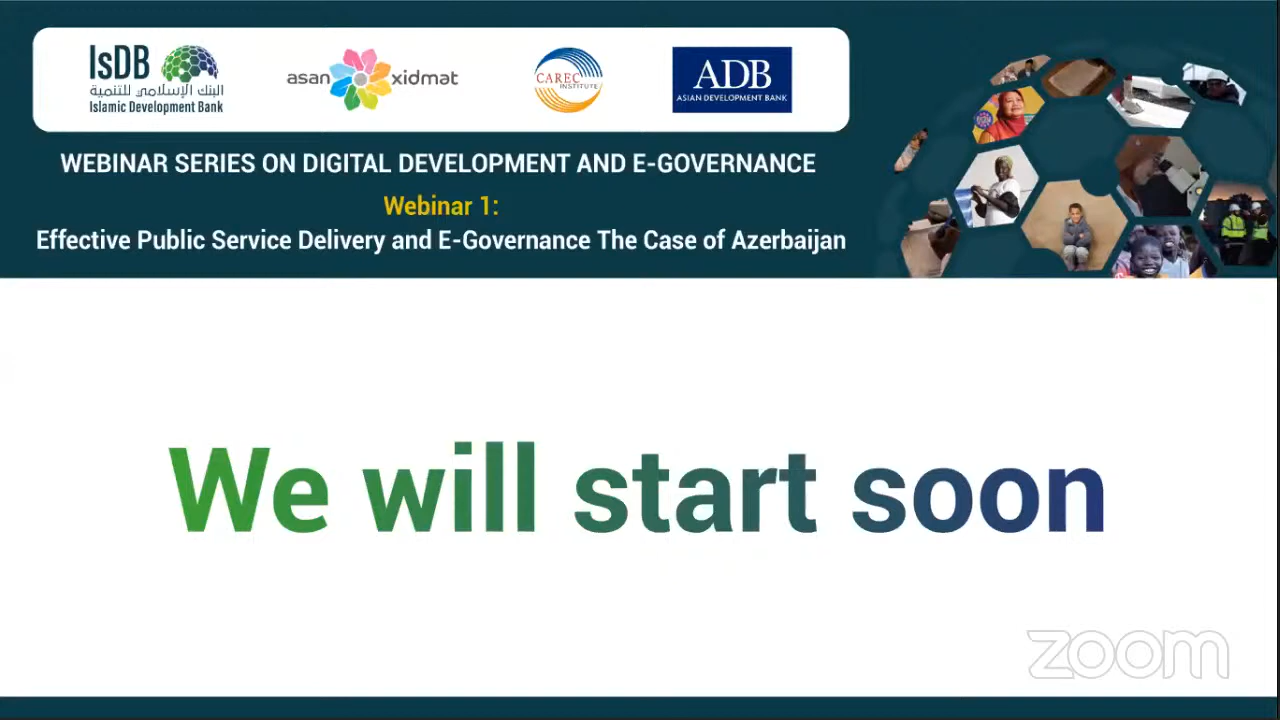 IsDB
البنك الإسلامي للتنمية
Islamic Development Bank
asan xidmat
CAREC
INSTITUTE
ADB
ASIAN DEVELOPMENT BANK
WEBINAR SERIES ON DIGITAL DEVELOPMENT AND E-GOVERNANCE
Webinar 1:
Effective Public Service Delivery and E-Governance The Case of Azerbaijan
We will start soon
zoom